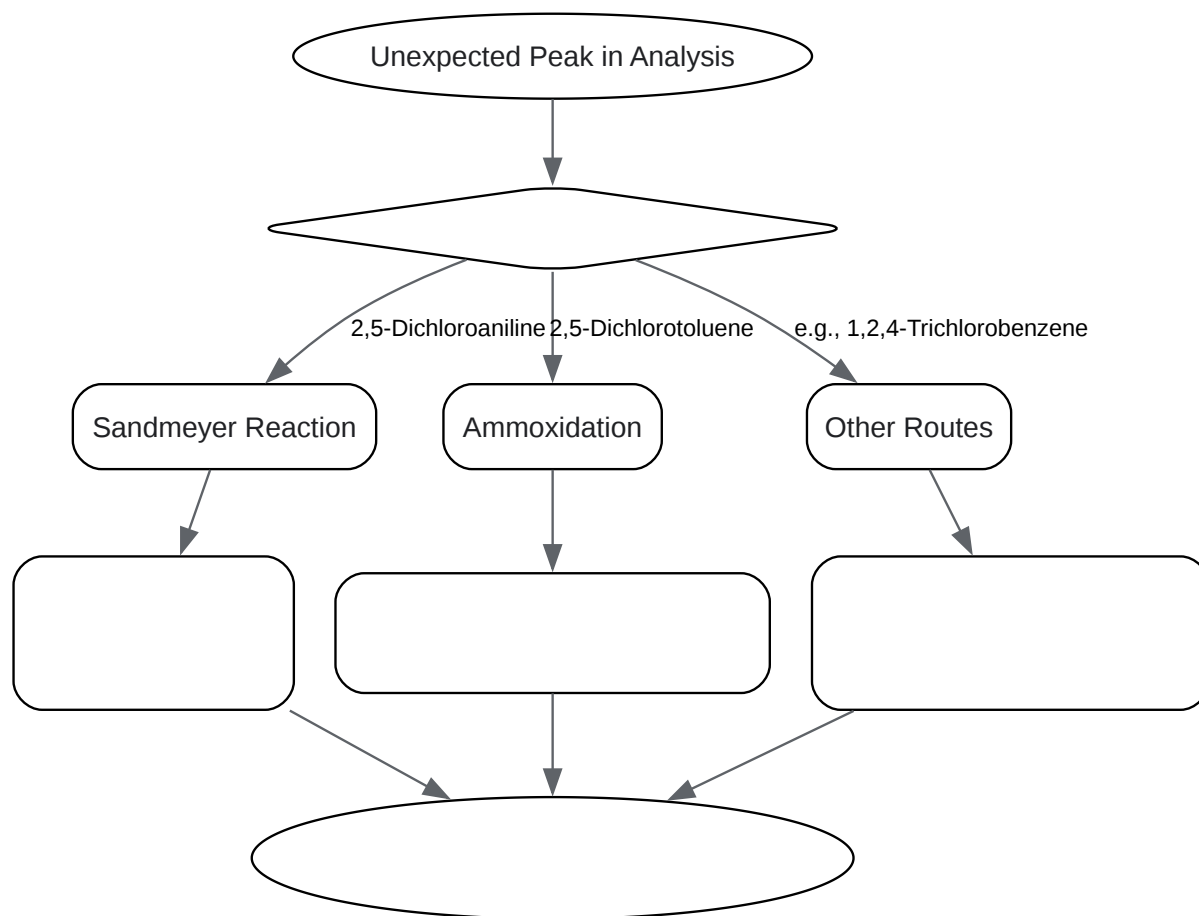 Unexpected Peak in Analysis
2,5-Dichloroaniline
2,5-Dichlorotoluene
e.g., 1,2,4-Trichlorobenzene
Sandmeyer Reaction
Ammoxidation
Other Routes